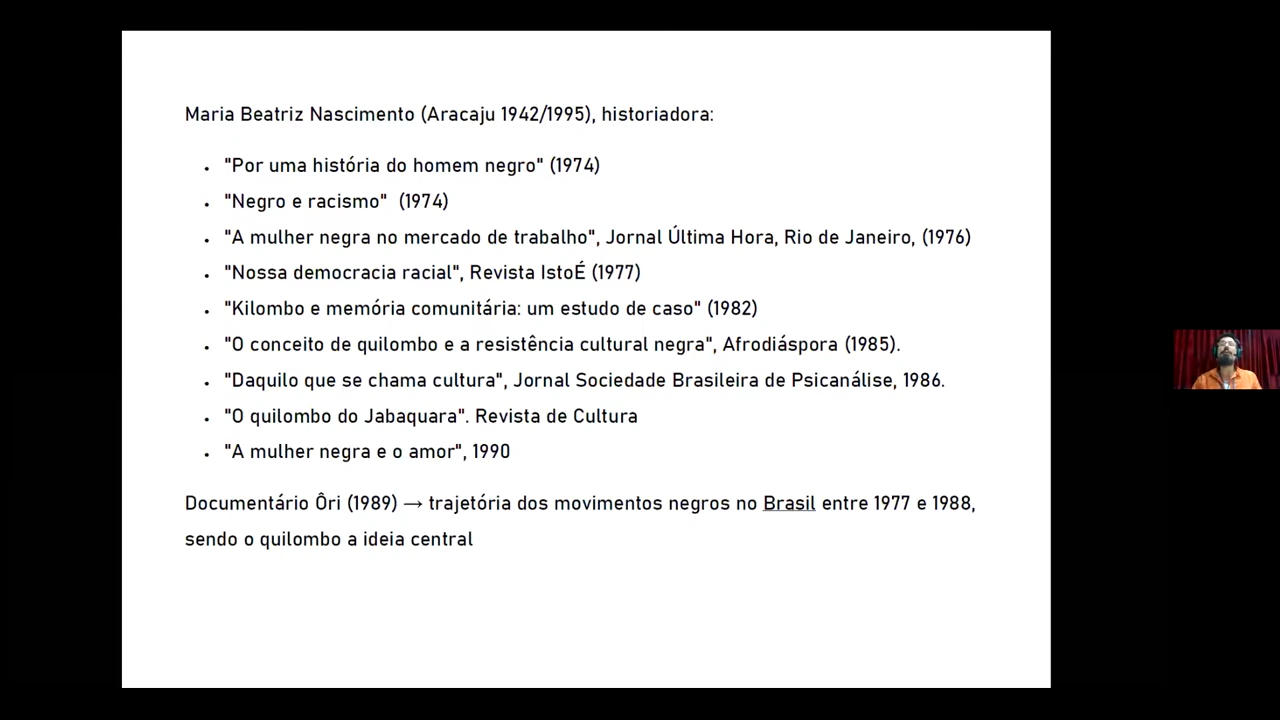 Maria Beatriz Nascimento (Aracaju 1942/1995), historiadora:
• "Por uma história do homem negro" (1974)
• "Negro e racismo"  (1974)
• "A mulher negra no mercado de trabalho", Jornal Última Hora, Rio de Janeiro, (1976)
• "Nossa democracia racial", Revista IstoÉ (1977)
• "Kilombo e memória comunitária: um estudo de caso" (1982)
• "O conceito de quilombo e a resistência cultural negra", Afrodiáspora (1985).
• "Daquilo que se chama cultura", Jornal Sociedade Brasileira de Psicanálise, 1986.
• "O quilombo do Jabaquara". Revista de Cultura
• "A mulher negra e o amor", 1990
Documentário Ôri (1989) → trajetória dos movimentos negros no Brasil entre 1977 e 1988,
sendo o quilombo a ideia central